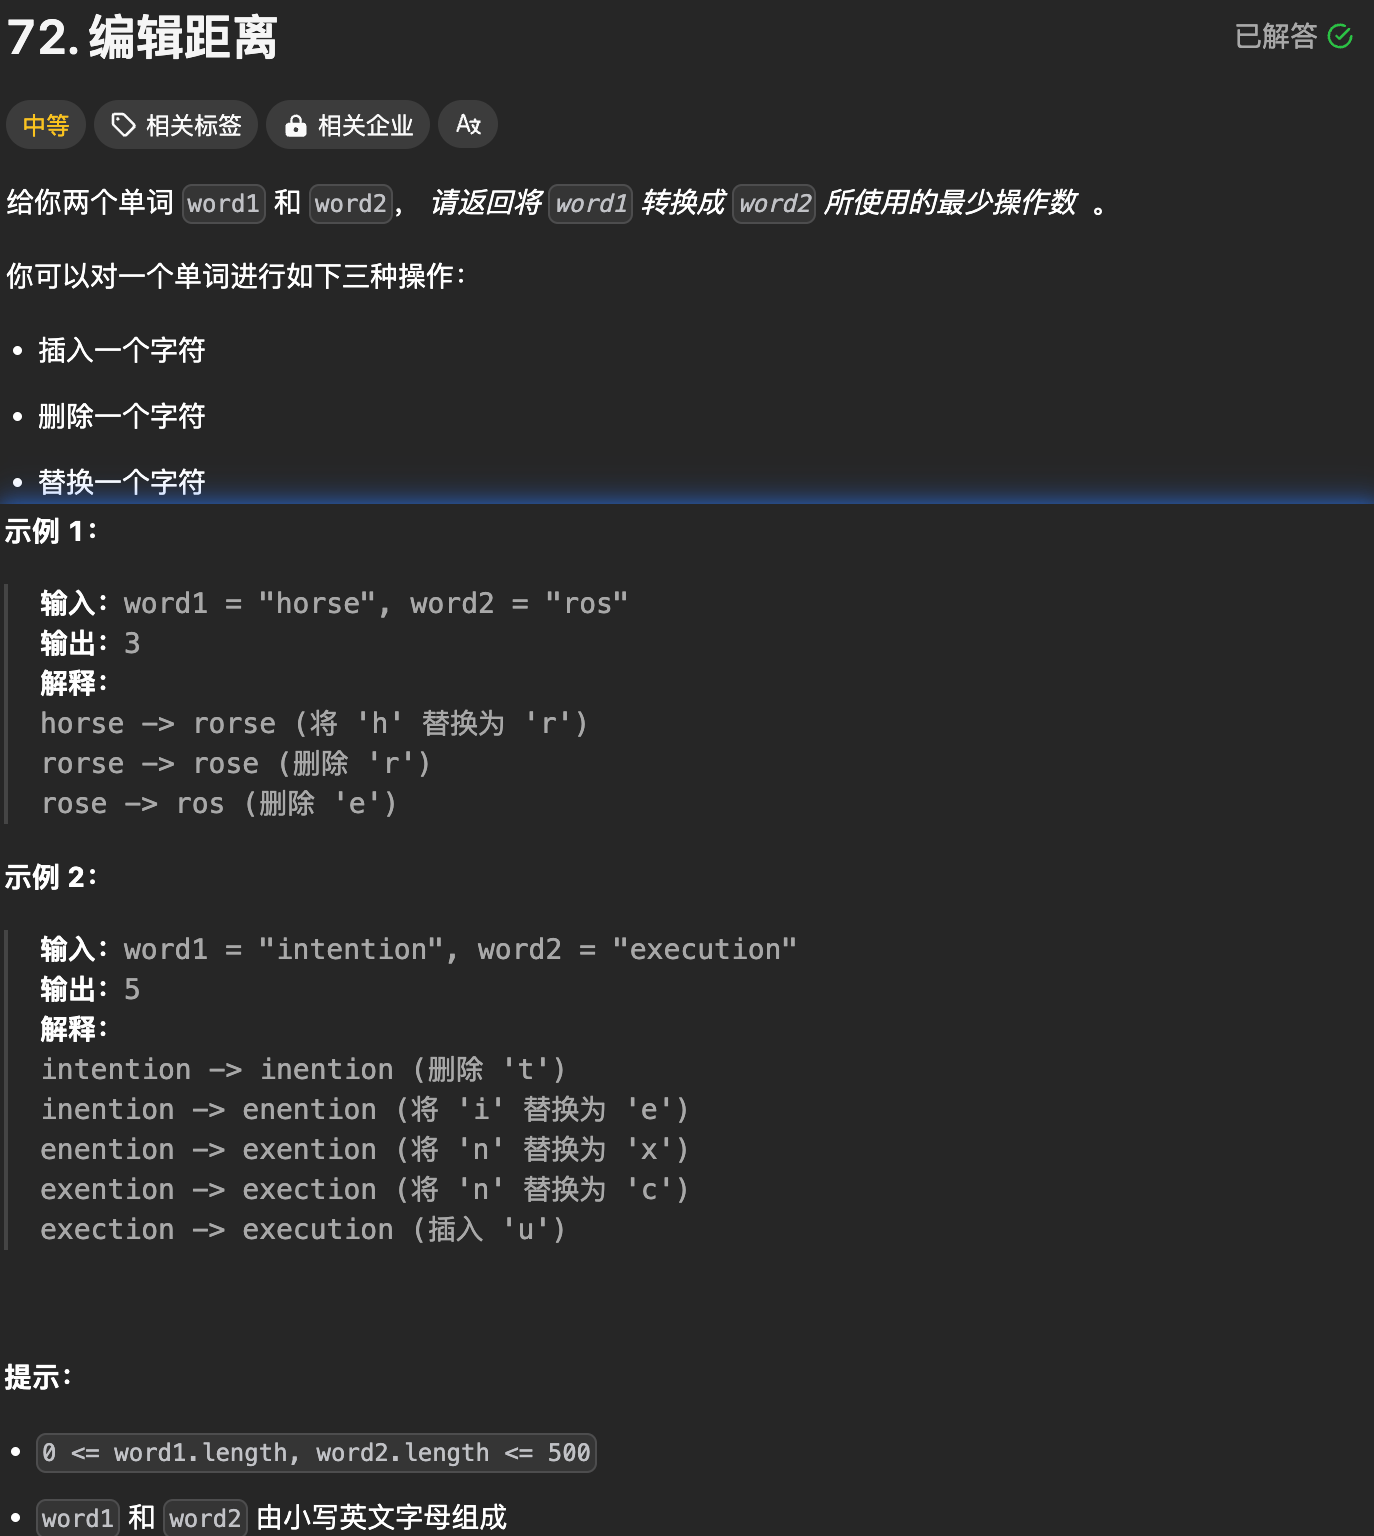 72. 编辑距离
已解答
中等
相关标签
相关企业
给你两个单词 word1 和 word2， 请返回将 word1 转换成 word2 所使用的最少操作数 。
你可以对一个单词进行如下三种操作：
• 插入一个字符
• 删除一个字符
• 替换一个字符
示例 1：
输入：word1 = "horse", word2 = "ros"
输出：3
解释：
horse -> rorse (将 'h' 替换为 'r')
rorse -> rose (删除 'r')
rose -> ros (删除 'e')
示例 2：
输入：word1 = "intention", word2 = "execution"
输出：5
解释：
intention -> inention (删除 't')
inention -> enention (将 'i' 替换为 'e')
enention -> exention (将 'n' 替换为 'x')
exention -> exection (将 'n' 替换为 'c')
exection -> execution (插入 'u')
提示：
• 0 <= word1.length, word2.length <= 500
• word1 和 word2 由小写英文字母组成